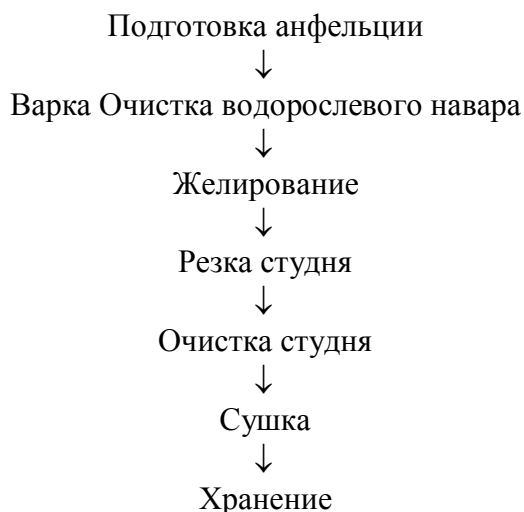 Подготовка анфельции
↓
Варка Очистка водорослевого навара
↓
Желирование
↓
Резка студня
↓
Очистка студня
↓
Сушка
↓
Хранение